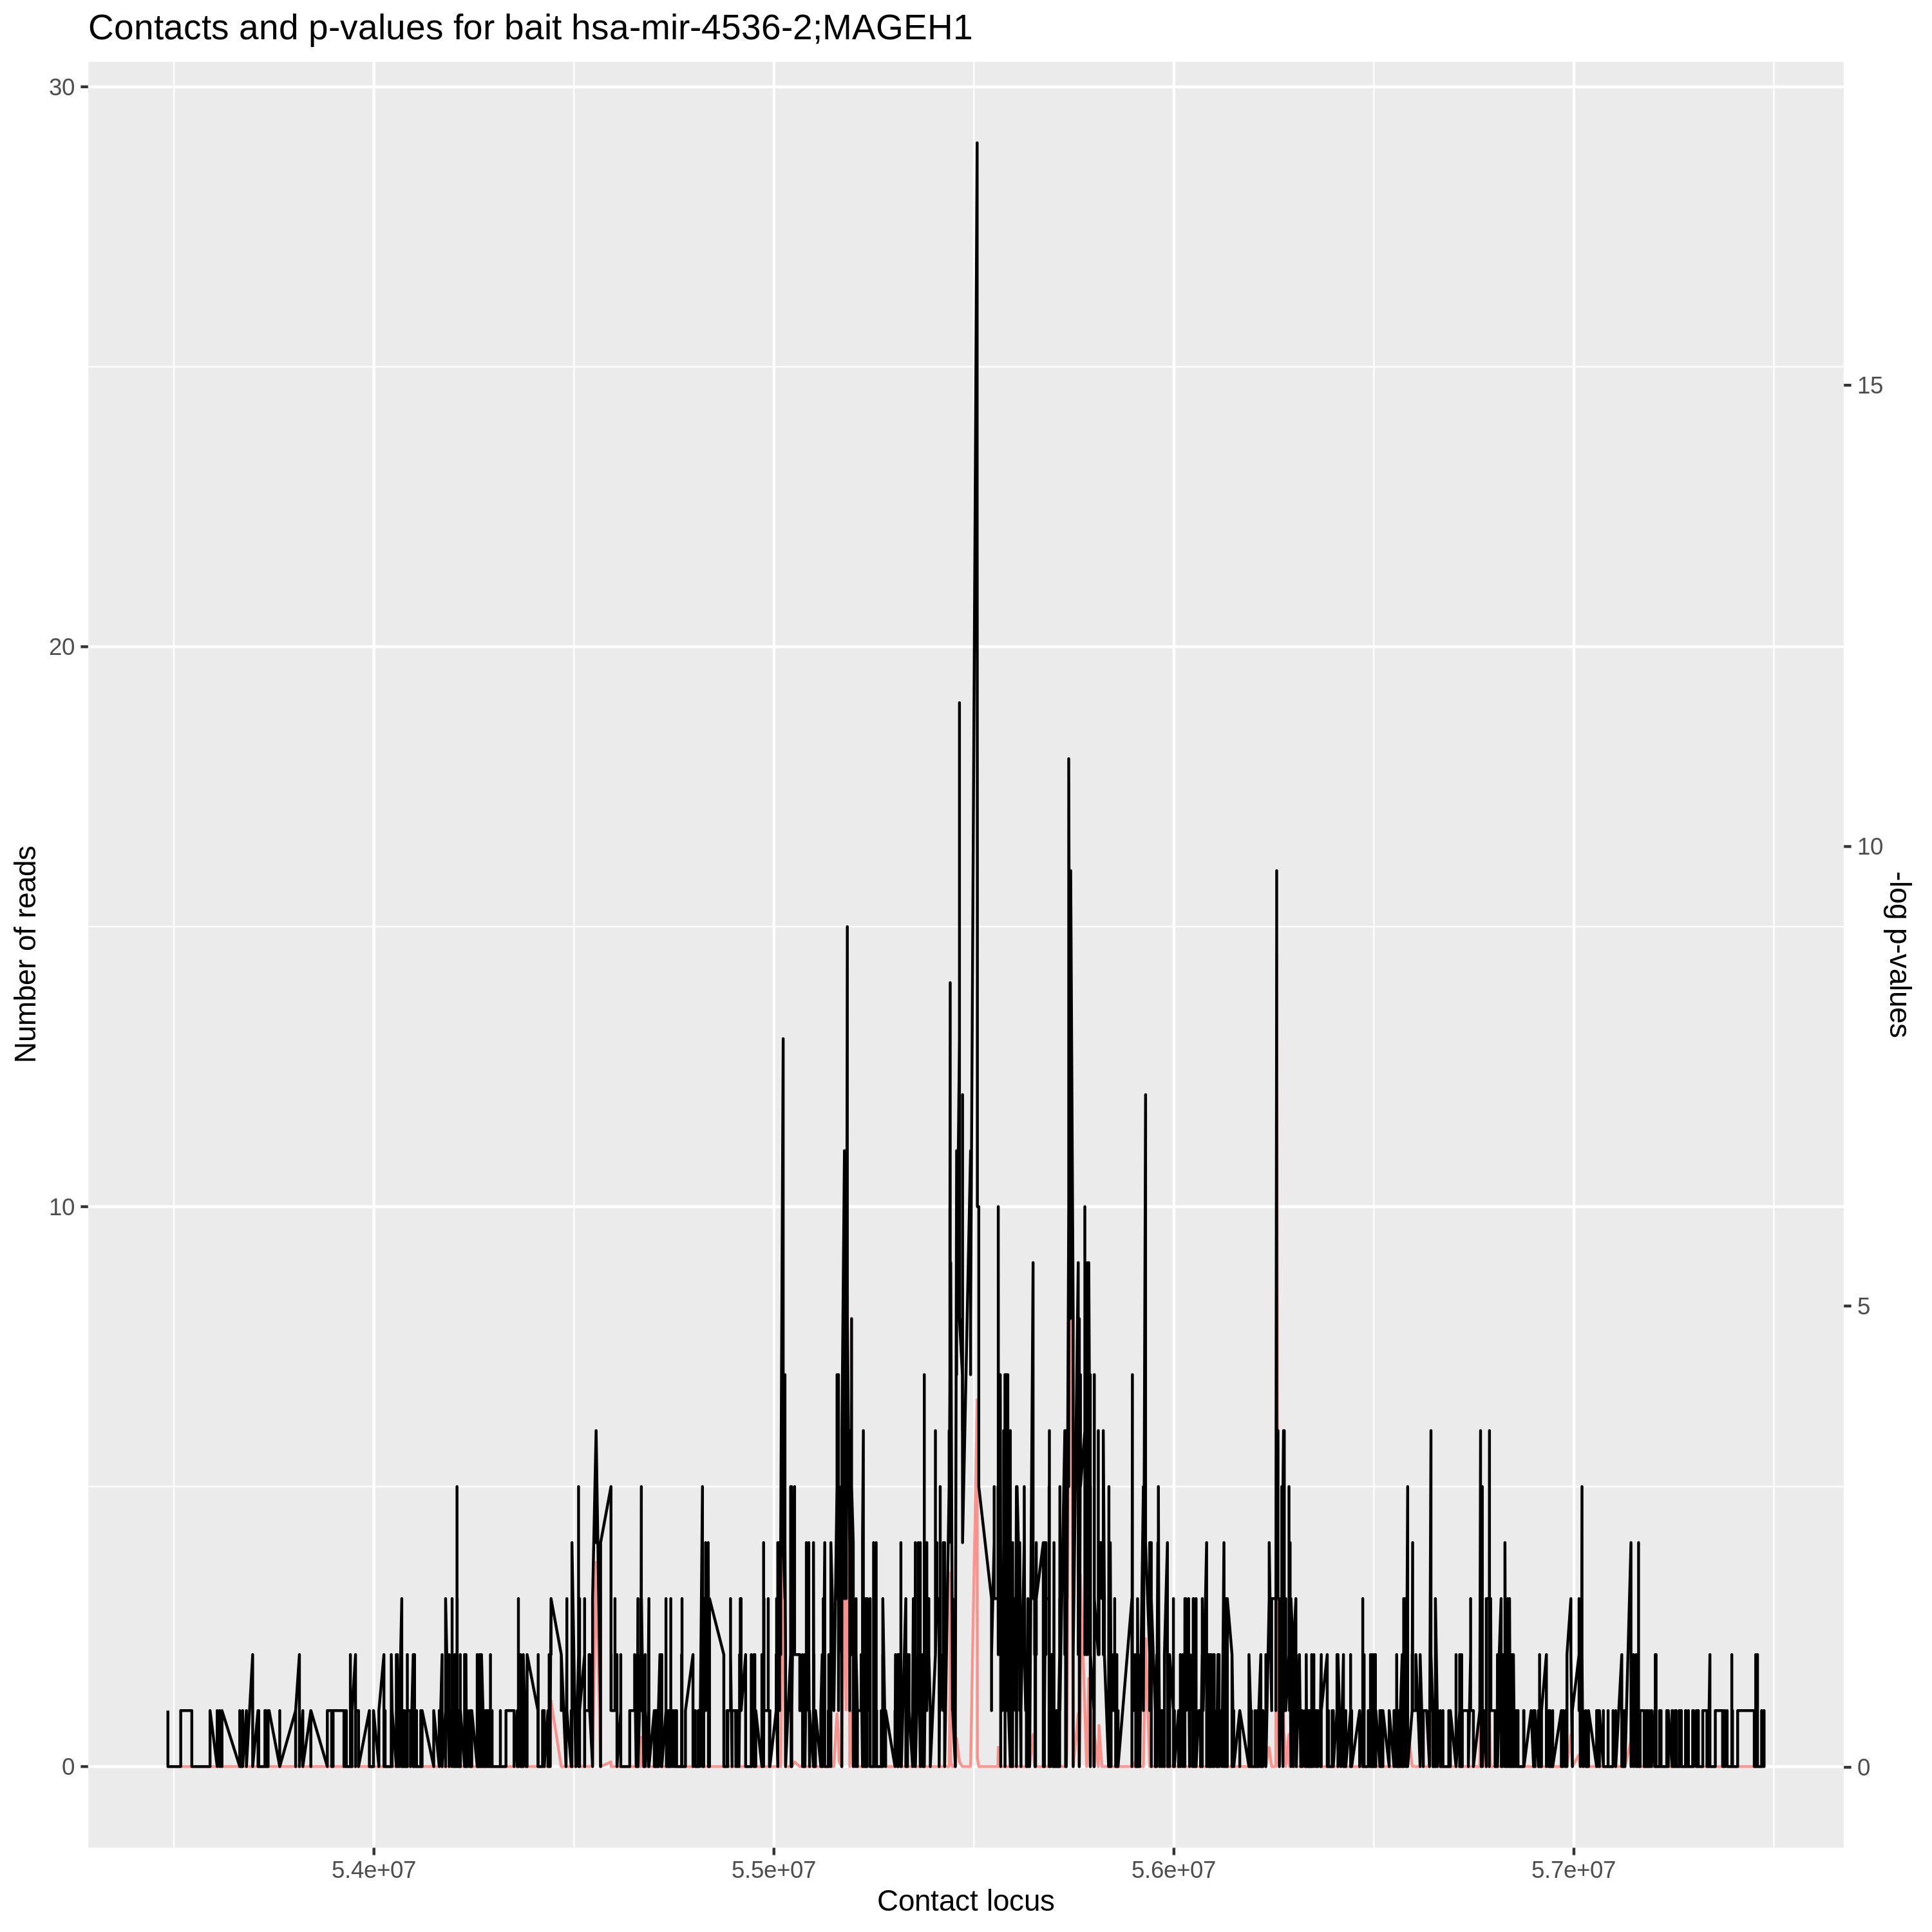 Contacts and p-values for bait hsa-mir-4536-2;MAGEH1
30
20
10
0
Number of reads
15
10
5
0
-log p-values
5.4e+07 5.5e+07 5.6e+07 5.7e+07
Contact locus